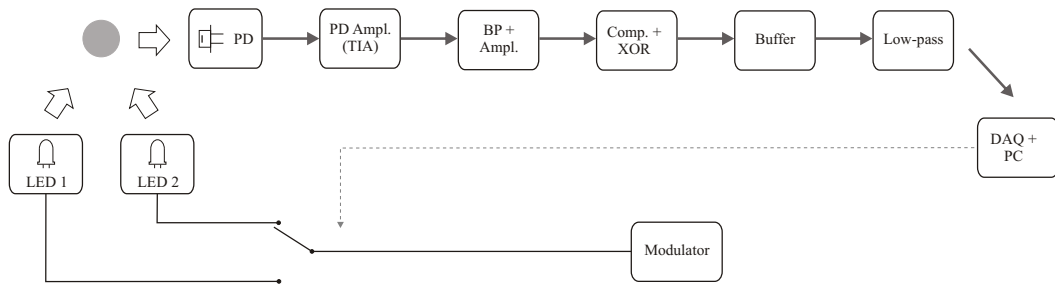 PD
PD Ampl.
(TIA)
BP +
Ampl.
Comp. +
XOR
Buffer
Low-pass
DAQ +
PC
LED 1
LED 2
Modulator